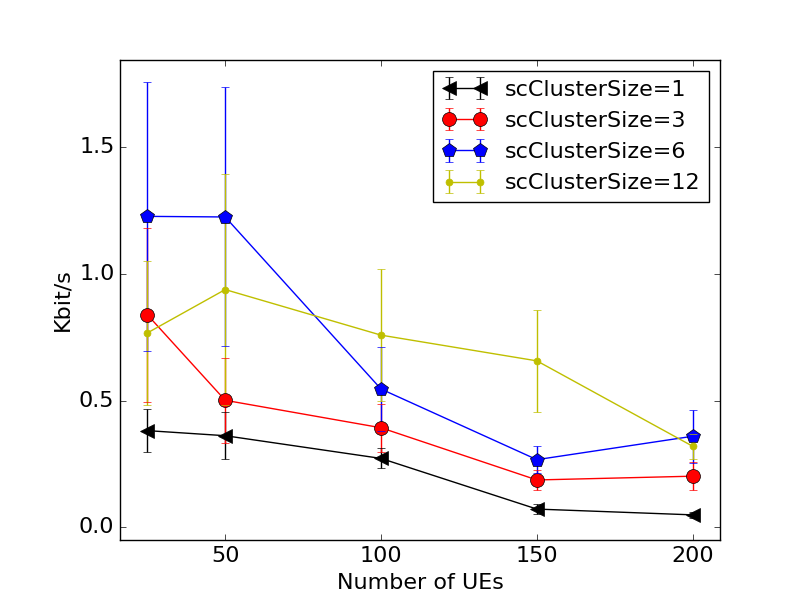 scClusterSize=1
scClusterSize=3
scClusterSize=6
scClusterSize=12
Kbit/s
1.5
1.0
0.5
0.0
50 100 150 200
Number of UEs